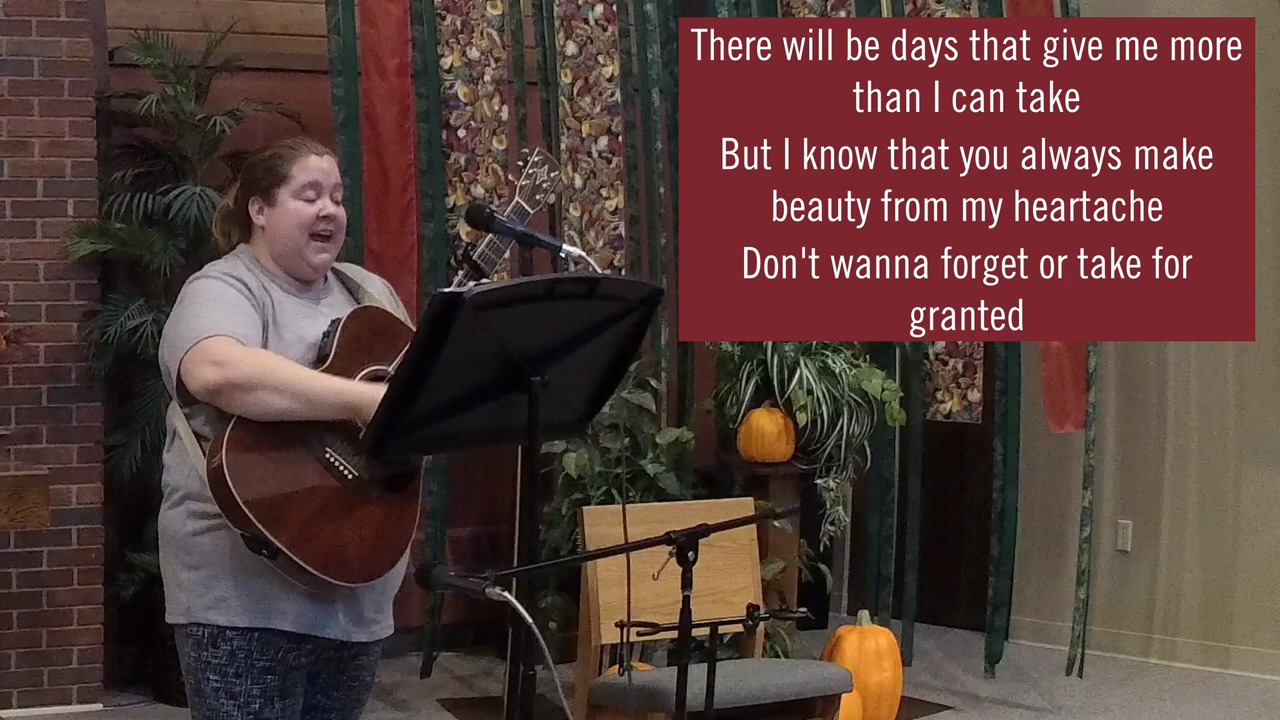 There will be days that give me more
than I can take
But I know that you always make
beauty from my heartache
Don't wanna forget or take for
granted